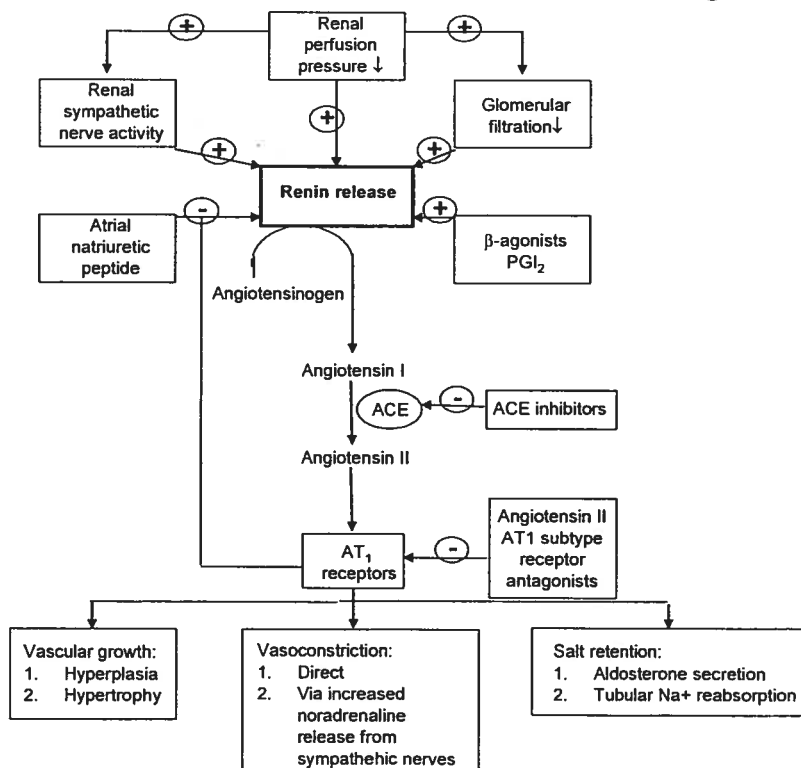 Renal
perfusion
pressure ↓
+
+
Renal
sympathetic
nerve activity
+
Glomerular
filtration↓
+
+
Renin release
-
Atrial
natriuretic
peptide
+
β-agonists
PGI₂
Angiotensinogen
Angiotensin I
ACE
-
ACE inhibitors
Angiotensin II
AT₁
receptors
-
Angiotensin II
AT1 subtype
receptor
antagonists
Vascular growth:
1. Hyperplasia
2. Hypertrophy
Vasoconstriction:
1. Direct
2. Via increased
noradrenaline
release from
sympathehic nerves
Salt retention:
1. Aldosterone secretion
2. Tubular Na+ reabsorption